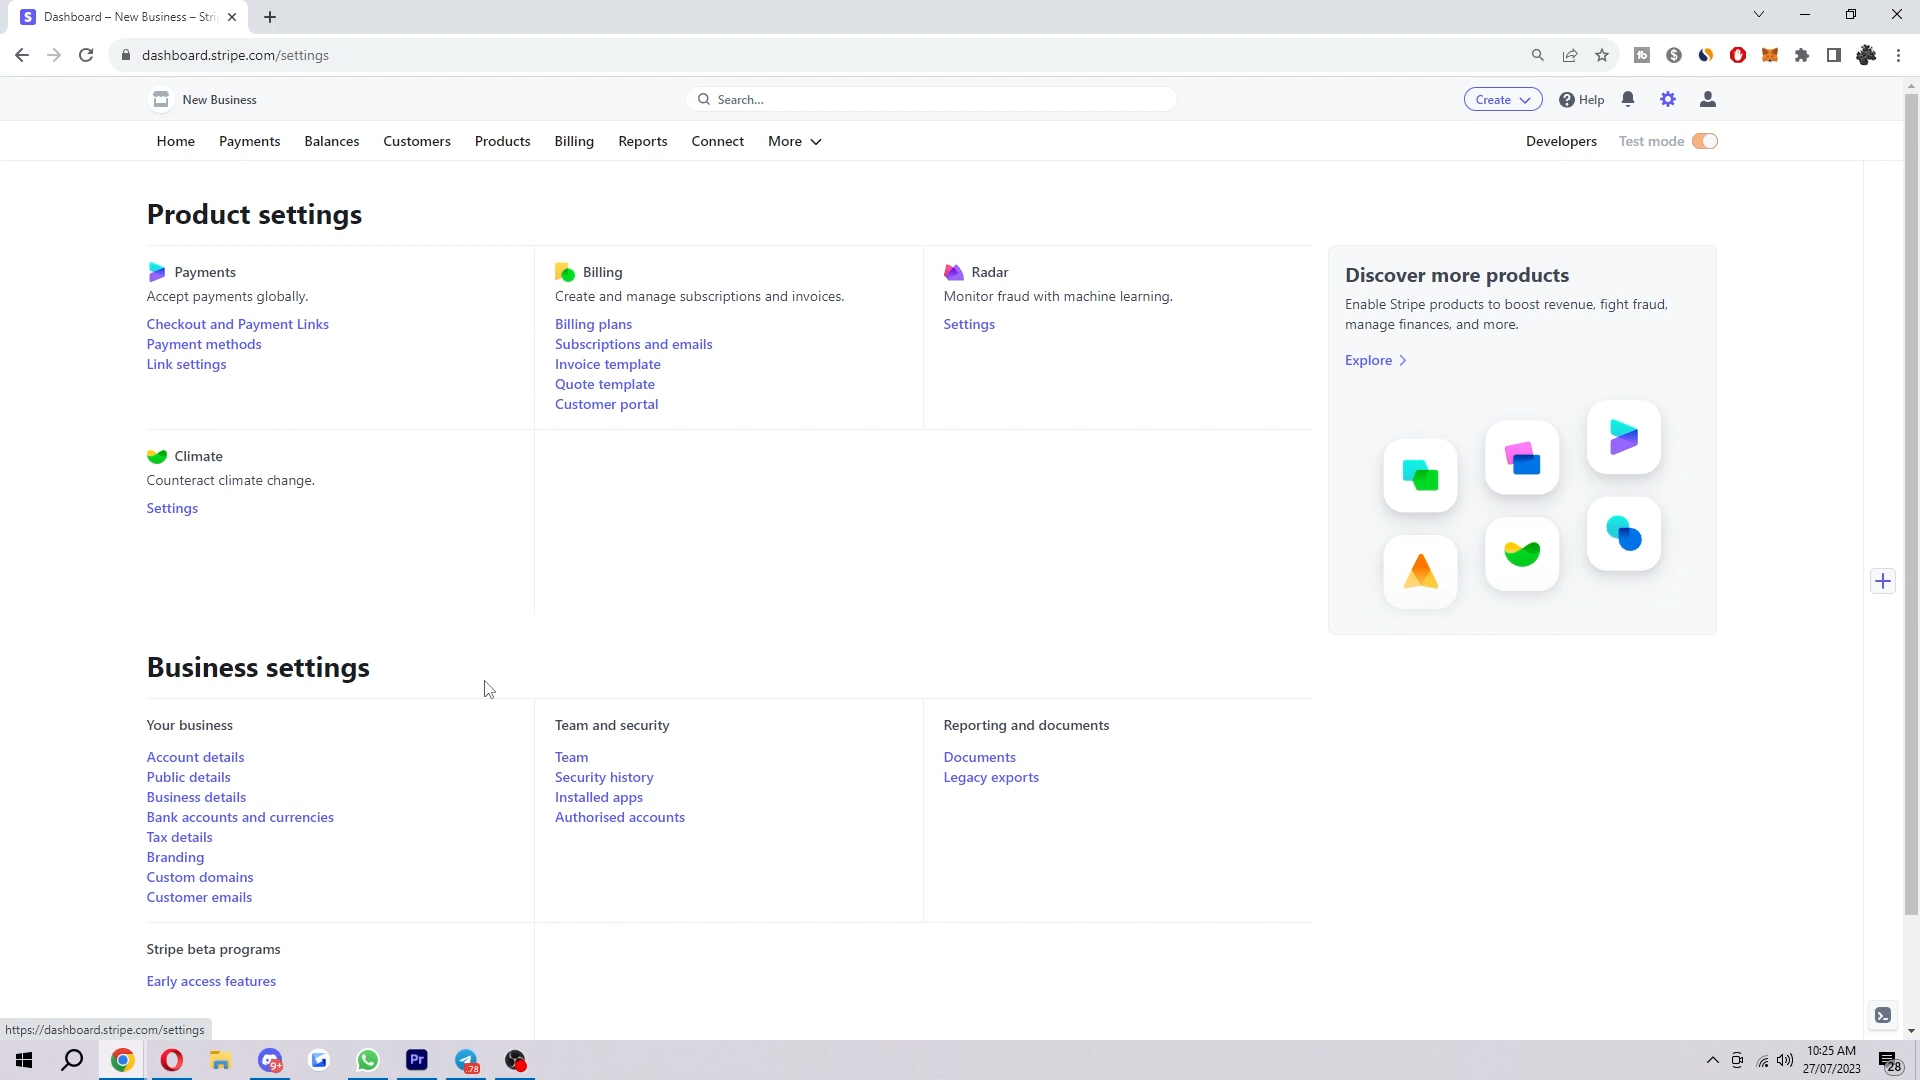 Dashboard – New Business – Stri
dashboard.stripe.com/settings
New Business
Search...
Create
Help
Home
Payments
Balances
Customers
Products
Billing
Reports
Connect
More
Developers
Test mode
Product settings
Payments
Accept payments globally.
Checkout and Payment Links
Payment methods
Link settings
Billing
Create and manage subscriptions and invoices.
Billing plans
Subscriptions and emails
Invoice template
Quote template
Customer portal
Radar
Monitor fraud with machine learning.
Settings
Discover more products
Enable Stripe products to boost revenue, fight fraud,
manage finances, and more.
Explore
Climate
Counteract climate change.
Settings
Business settings
Your business
Account details
Public details
Business details
Bank accounts and currencies
Tax details
Branding
Custom domains
Customer emails
Team and security
Team
Security history
Installed apps
Authorised accounts
Reporting and documents
Documents
Legacy exports
Stripe beta programs
Early access features
https://dashboard.stripe.com/settings
9+
Pr
78
10:25 AM
27/07/2023
28